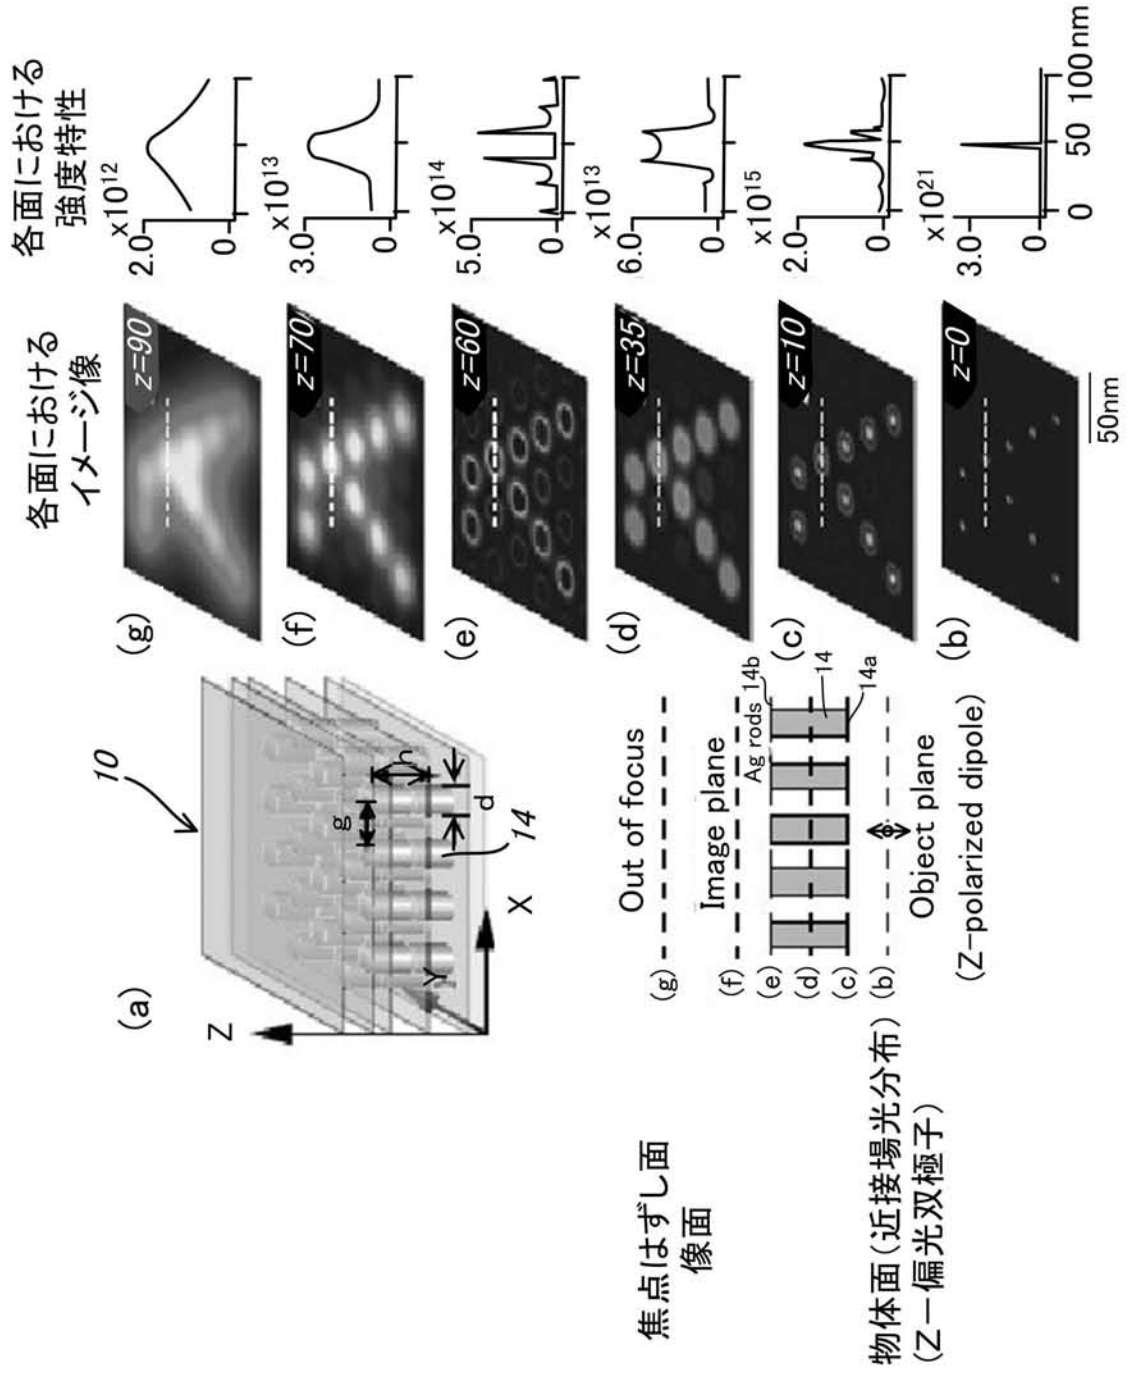 各面における
イメージ像
各面における
強度特性
(a)
10
Z
X
Y
g
h
d
14
(g)
z=90
x10¹²
2.0
0
(f)
z=70
x10¹³
3.0
0
(e)
z=60
x10¹⁴
5.0
0
(d)
z=35
x10¹³
6.0
0
(c)
z=10
x10¹⁵
2.0
0
(b)
z=0
x10²¹
3.0
0
0
50
100nm
50nm
焦点はずし面
像面
物体面(近接場光分布)
(Z-偏光双極子)
(g)
Out of focus
(f)
Image plane
(e)
Ag rods
14b
(d)
14
(c)
14a
(b)
Object plane
(Z-polarized dipole)